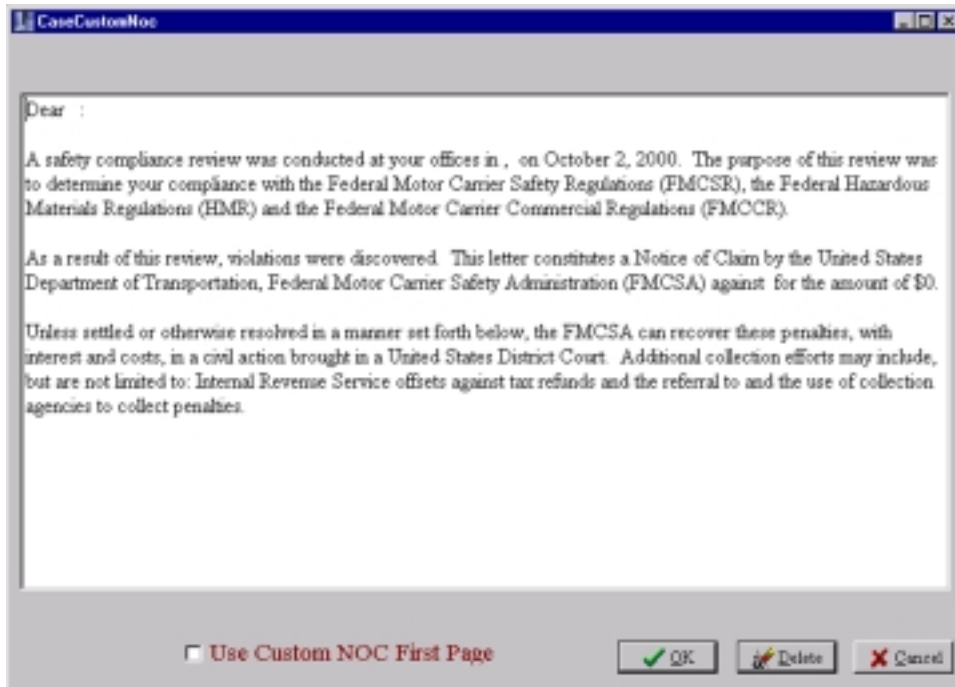 CaseCustomNoc
Dear :
A safety compliance review was conducted at your offices in , on October 2, 2000. The purpose of this review was
to determine your compliance with the Federal Motor Carrier Safety Regulations (FMCSR), the Federal Hazardous
Materials Regulations (HMR) and the Federal Motor Carrier Commercial Regulations (FMCCR).
As a result of this review, violations were discovered. This letter constitutes a Notice of Claim by the United States
Department of Transportation, Federal Motor Carrier Safety Administration (FMCSA) against for the amount of $0.
Unless settled or otherwise resolved in a manner set forth below, the FMCSA can recover these penalties, with
interest and costs, in a civil action brought in a United States District Court. Additional collection efforts may include,
but are not limited to: Internal Revenue Service offsets against tax refunds and the referral to and the use of collection
agencies to collect penalties.
Use Custom NOC First Page
OK
Delete
Cancel